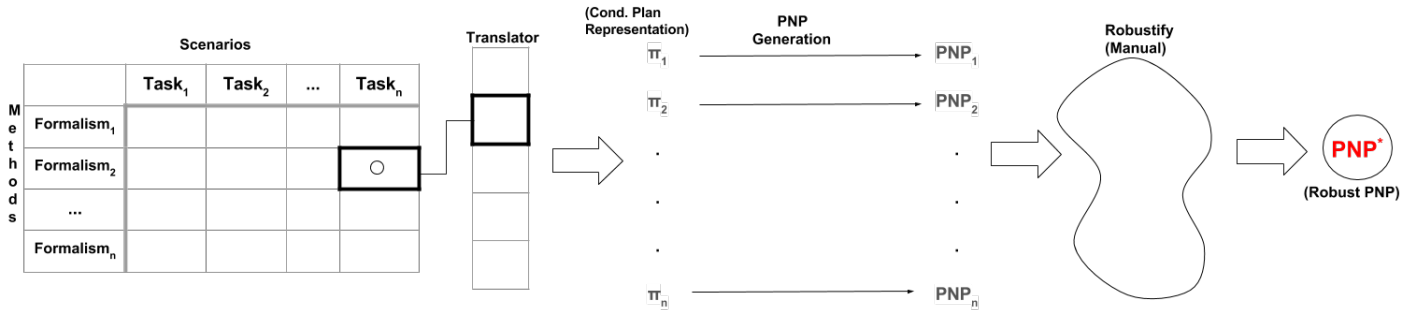 Scenarios
Task1 Task2 ... Taskn
Methods
Formalism1
Formalism2
...
Formalismn
Translator
(Cond. Plan
Representation)
PNP
Generation
π1 PNP1
π2 PNP2
. .
. .
. .
πn PNPn
Robustify
(Manual)
PNP*
(Robust PNP)